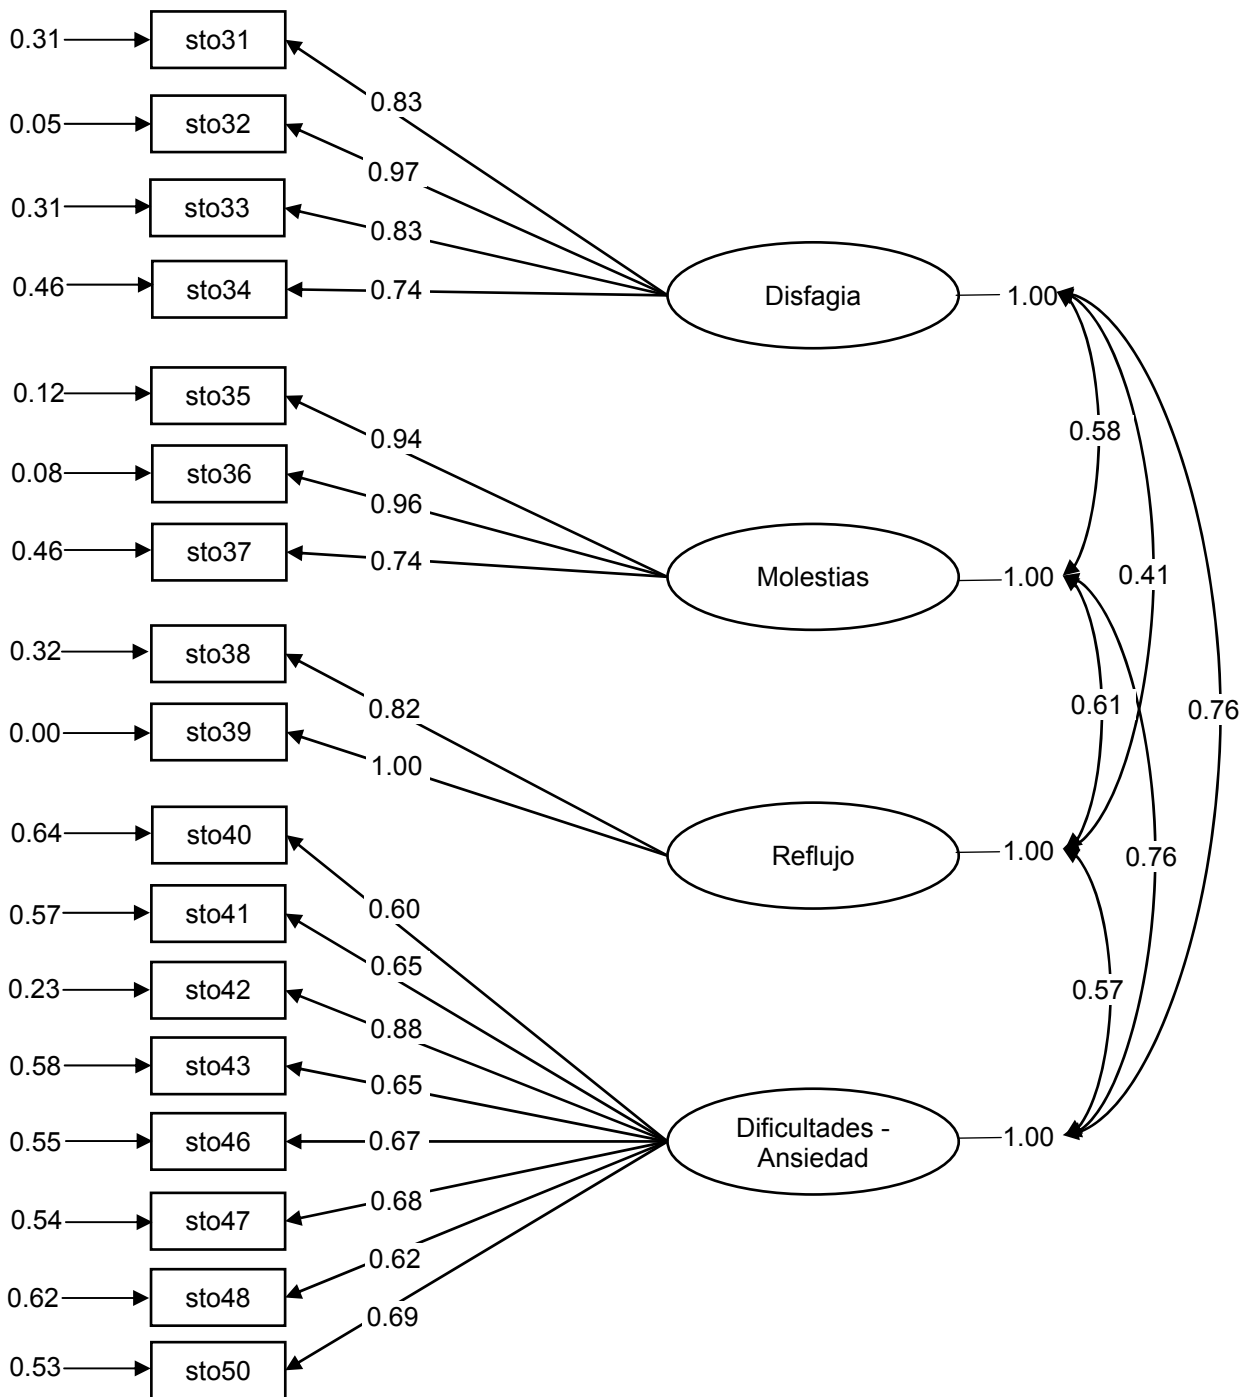 0.31 sto31
0.83
0.05 sto32
0.97
0.31 sto33
0.83
0.46 sto34
0.74
Disfagia 1.00
0.12 sto35
0.94
0.58
0.08 sto36
0.96
0.46 sto37
0.74
Molestias 1.00
0.41
0.32 sto38
0.82
0.61
0.76
0.00 sto39
1.00
0.64 sto40
Reflujo 1.00
0.76
0.60
0.57 sto41
0.65
0.23 sto42
0.57
0.88
0.58 sto43
0.65
0.55 sto46
0.67
Dificultades -
Ansiedad
1.00
0.54 sto47
0.68
0.62
0.62 sto48
0.69
0.53 sto50